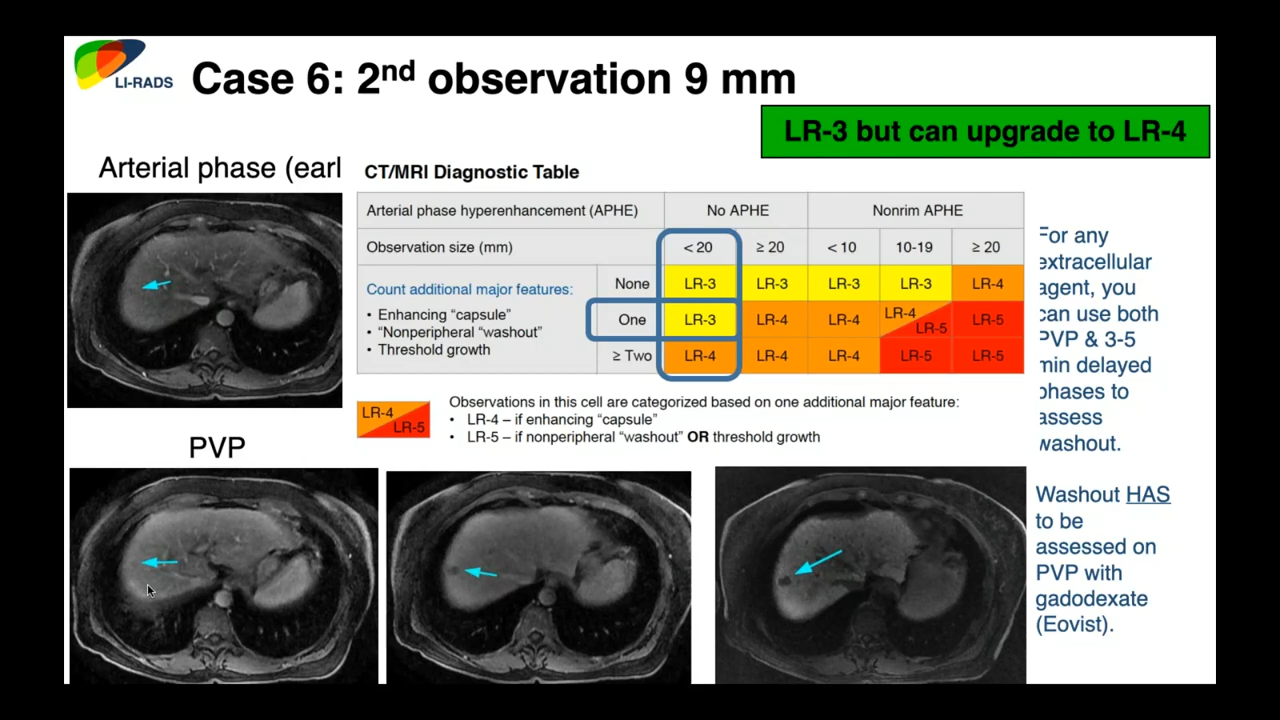 LI-RADS
Case 6: 2nd observation 9 mm
LR-3 but can upgrade to LR-4
Arterial phase (earl
CT/MRI Diagnostic Table
Arterial phase hyperenhancement (APHE) No APHE Nonrim APHE
Observation size (mm) < 20 ≥ 20 < 10 10-19 ≥ 20
Count additional major features:
• Enhancing “capsule”
• “Nonperipheral “washout”
• Threshold growth
None LR-3 LR-3 LR-3 LR-3 LR-4
One LR-3 LR-4 LR-4 LR-4 LR-5 LR-5
≥ Two LR-4 LR-4 LR-4 LR-5 LR-5
LR-4
LR-5
Observations in this cell are categorized based on one additional major feature:
• LR-4 – if enhancing “capsule”
• LR-5 – if nonperipheral “washout” OR threshold growth
PVP
For any
extracellular
agent, you
can use both
PVP & 3-5
min delayed
phases to
assess
washout.
Washout HAS
to be
assessed on
PVP with
gadodexate
(Eovist).